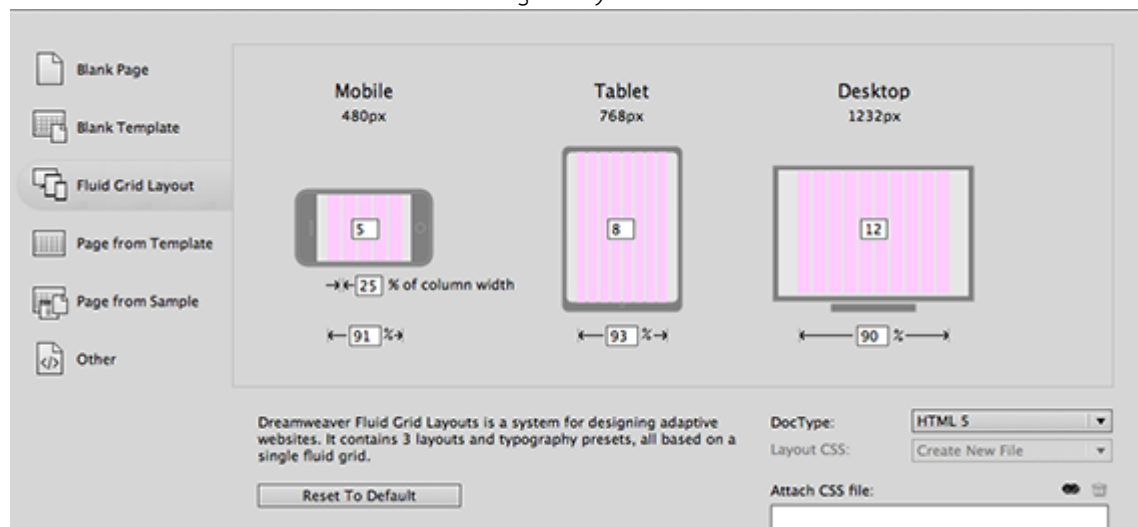 Blank Page
Blank Template
Fluid Grid Layout
Page from Template
Page from Sample
Other
Mobile
480px
Tablet
768px
Desktop
1232px
5
8
12
25 % of column width
91 %
93 %
90 %
Dreamweaver Fluid Grid Layouts is a system for designing adaptive
websites. It contains 3 layouts and typography presets, all based on a
single fluid grid.
Reset To Default
DocType: HTML 5
Layout CSS: Create New File
Attach CSS file: